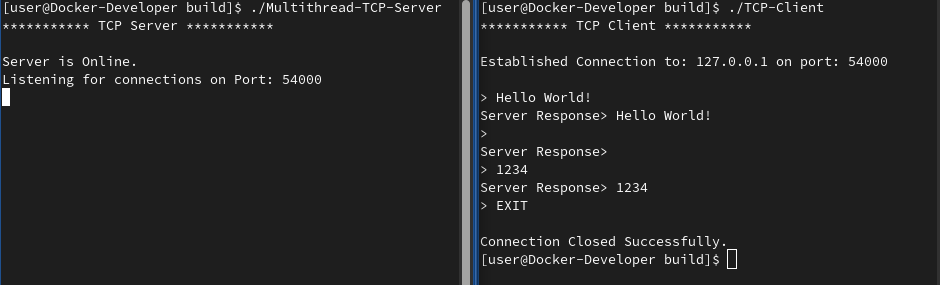 [user@Docker-Developer build]$ ./Multithread-TCP-Server
*********** TCP Server ***********
Server is Online.
Listening for connections on Port: 54000
[user@Docker-Developer build]$ ./TCP-Client
*********** TCP Client ***********
Established Connection to: 127.0.0.1 on port: 54000
> Hello World!
Server Response> Hello World!
>
Server Response>
> 1234
Server Response> 1234
> EXIT
Connection Closed Successfully.
[user@Docker-Developer build]$